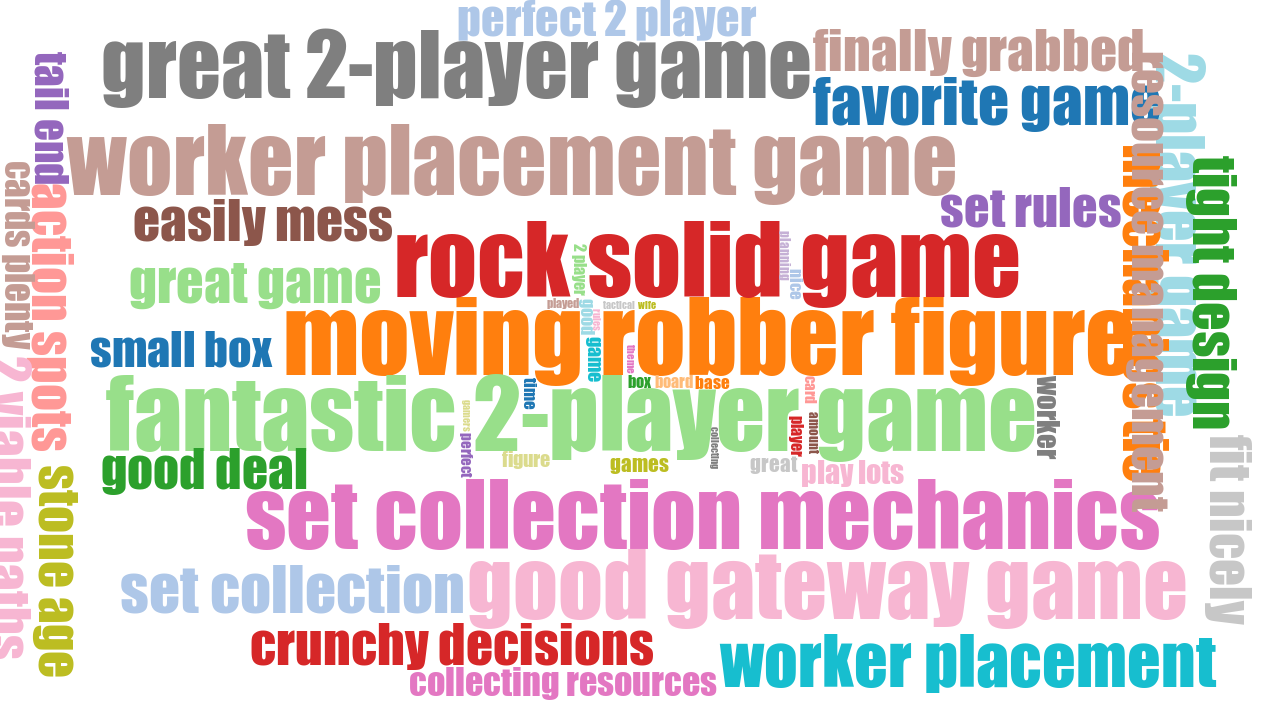 perfect 2 player
great 2-player game
finally grabbed
favorite game
tail end
worker placement game
2-player game
resource management
tight design
cards plenty
action spots
easily mess
set rules
rock solid game
great game
planning
nice
2 player
played
good
rules
tactical
wife
moving robber figure
small box
game
theme
box
board
base
2 viable paths
fantastic 2-player game
time
card
worker
gamers
perfect
player
amount
collecting
figure
games
great
play lots
good deal
fit nicely
stone age
set collection mechanics
set collection
good gateway game
crunchy decisions
worker placement
collecting resources